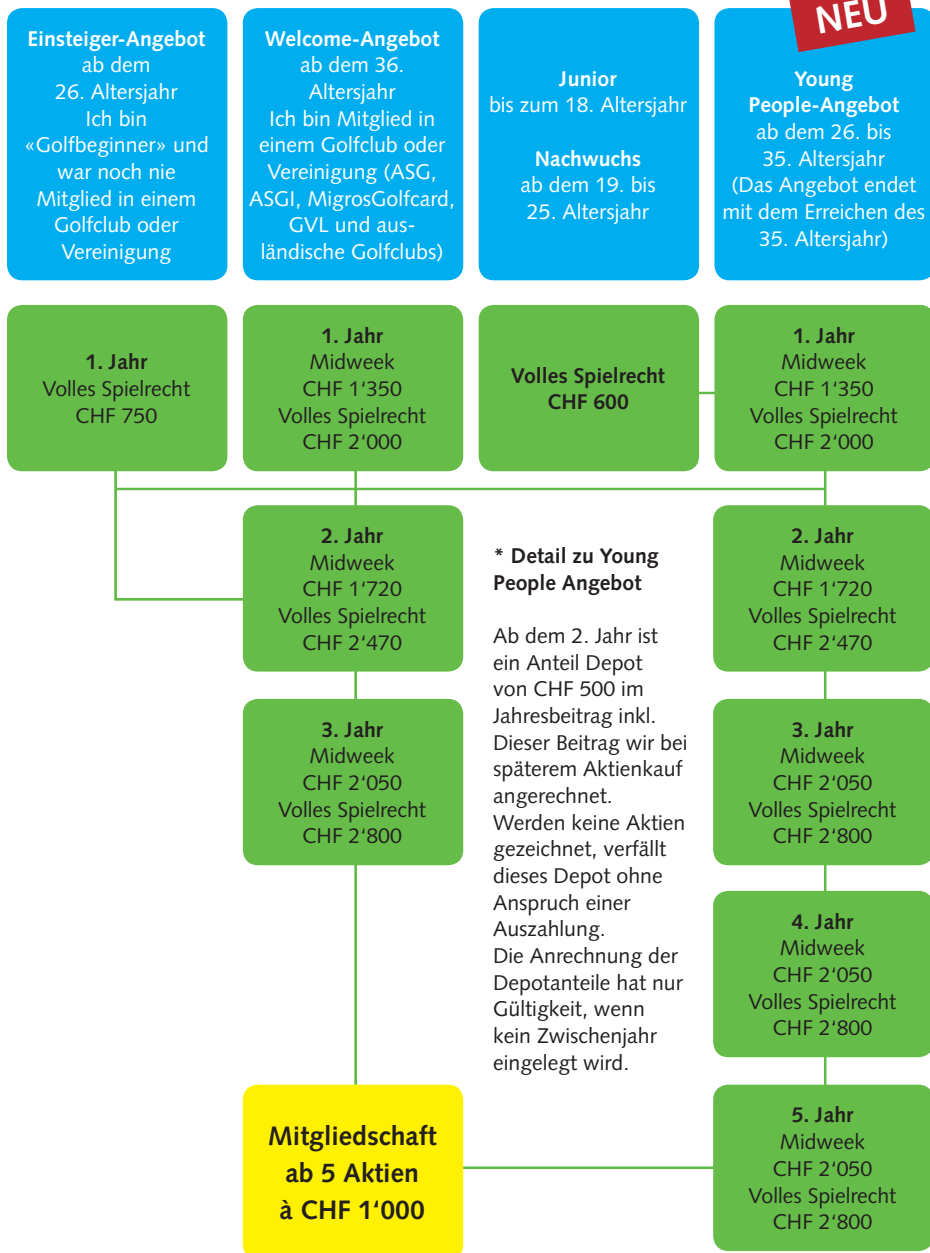 NEU
Einsteiger-Angebot
ab dem
26. Altersjahr
Ich bin
«Golfbeginner» und
war noch nie
Mitglied in einem
Golfclub oder
Vereinigung
Welcome-Angebot
ab dem 36.
Altersjahr
Ich bin Mitglied in
einem Golfclub oder
Vereinigung (ASG,
ASGI, MigrosGolfcard,
GVL und aus-
ländische Golfclubs)
Junior
bis zum 18. Altersjahr
Nachwuchs
ab dem 19. bis
25. Altersjahr
Young
People-Angebot
ab dem 26. bis
35. Altersjahr
(Das Angebot endet
mit dem Erreichen des
35. Altersjahr)
1. Jahr
Volles Spielrecht
CHF 750
1. Jahr
Midweek
CHF 1‘350
Volles Spielrecht
CHF 2‘000
Volles Spielrecht
CHF 600
1. Jahr
Midweek
CHF 1‘350
Volles Spielrecht
CHF 2‘000
2. Jahr
Midweek
CHF 1‘720
Volles Spielrecht
CHF 2‘470
3. Jahr
Midweek
CHF 2‘050
Volles Spielrecht
CHF 2‘800
* Detail zu Young
People Angebot
Ab dem 2. Jahr ist
ein Anteil Depot
von CHF 500 im
Jahresbeitrag inkl.
Dieser Beitrag wir bei
späterem Aktienkauf
angerechnet.
Werden keine Aktien
gezeichnet, verfällt
dieses Depot ohne
Anspruch einer
Auszahlung.
Die Anrechnung der
Depotanteile hat nur
Gültigkeit, wenn
kein Zwischenjahr
eingelegt wird.
2. Jahr
Midweek
CHF 1‘720
Volles Spielrecht
CHF 2‘470
3. Jahr
Midweek
CHF 2‘050
Volles Spielrecht
CHF 2‘800
4. Jahr
Midweek
CHF 2‘050
Volles Spielrecht
CHF 2‘800
Mitgliedschaft
ab 5 Aktien
à CHF 1‘000
5. Jahr
Midweek
CHF 2‘050
Volles Spielrecht
CHF 2‘800